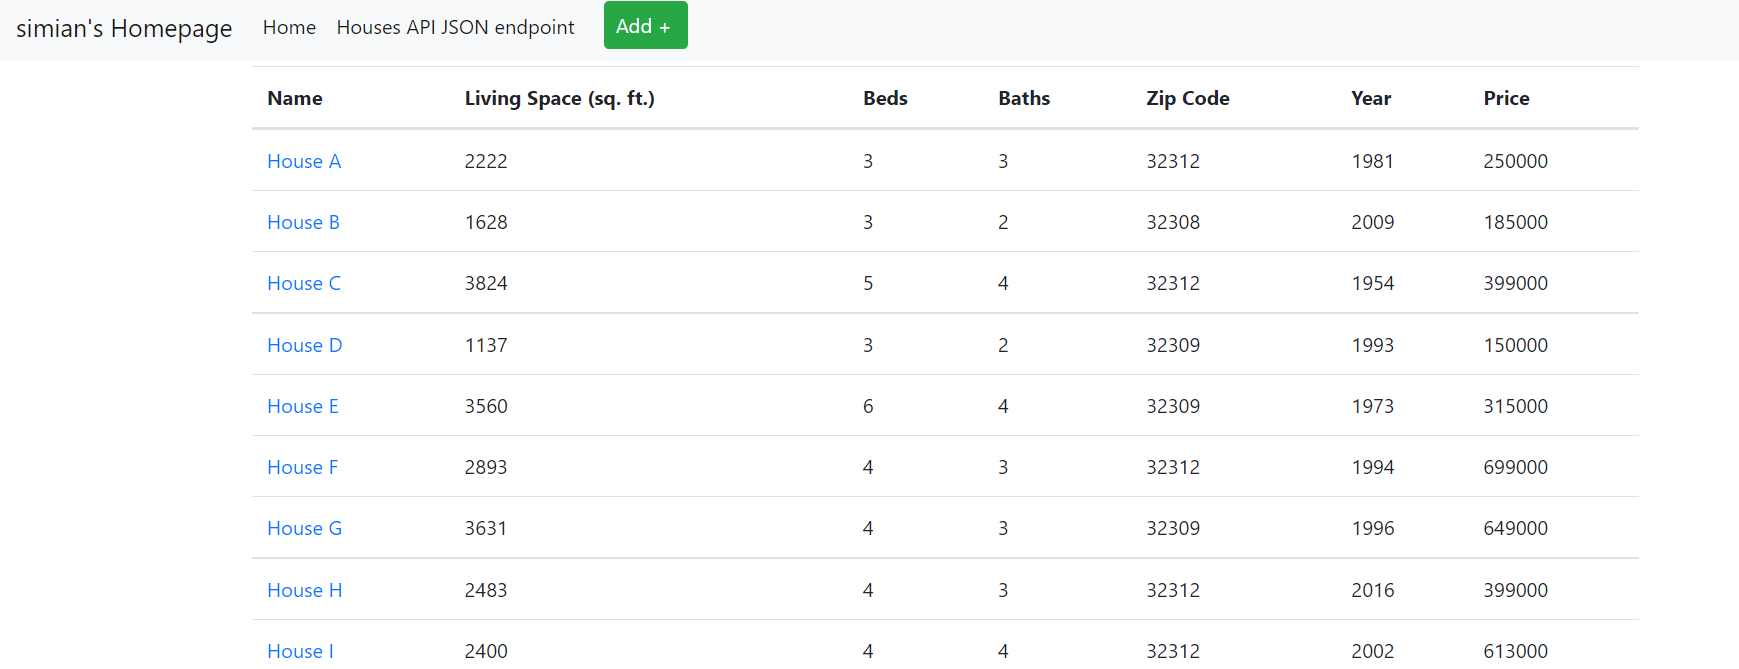 simian's Homepage Home Houses API JSON endpoint Add +
Name Living Space (sq. ft.) Beds Baths Zip Code Year Price
House A 2222 3 3 32312 1981 250000
House B 1628 3 2 32308 2009 185000
House C 3824 5 4 32312 1954 399000
House D 1137 3 2 32309 1993 150000
House E 3560 6 4 32309 1973 315000
House F 2893 4 3 32312 1994 699000
House G 3631 4 3 32309 1996 649000
House H 2483 4 3 32312 2016 399000
House I 2400 4 4 32312 2002 613000